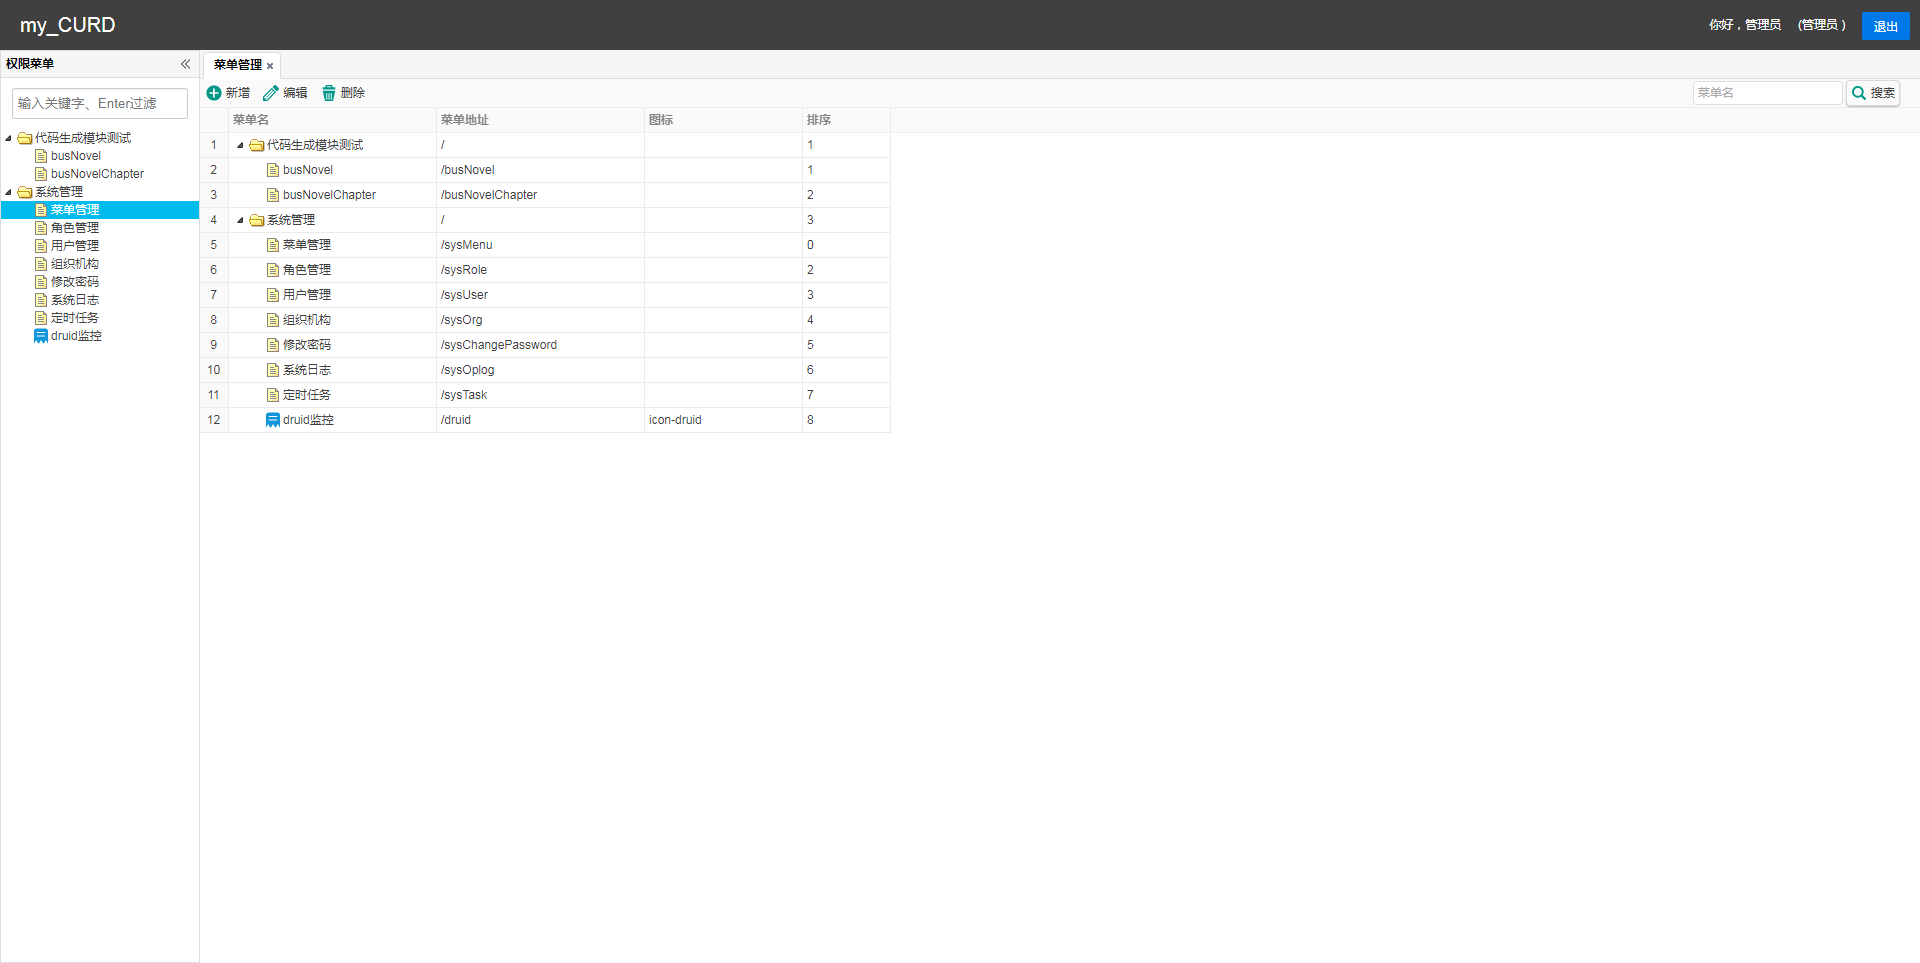 my_CURD
你好，管理员 （管理员） 退出
权限菜单
菜单管理
新增 编辑 删除
菜单名 搜索
输入关键字、Enter过滤
代码生成模块测试
busNovel
busNovelChapter
系统管理
菜单管理
角色管理
用户管理
组织机构
修改密码
系统日志
定时任务
druid监控
菜单名 菜单地址 图标 排序
1 代码生成模块测试 / 1
2 busNovel /busNovel 1
3 busNovelChapter /busNovelChapter 2
4 系统管理 / 3
5 菜单管理 /sysMenu 0
6 角色管理 /sysRole 2
7 用户管理 /sysUser 3
8 组织机构 /sysOrg 4
9 修改密码 /sysChangePassword 5
10 系统日志 /sysOplog 6
11 定时任务 /sysTask 7
12 druid监控 /druid icon-druid 8